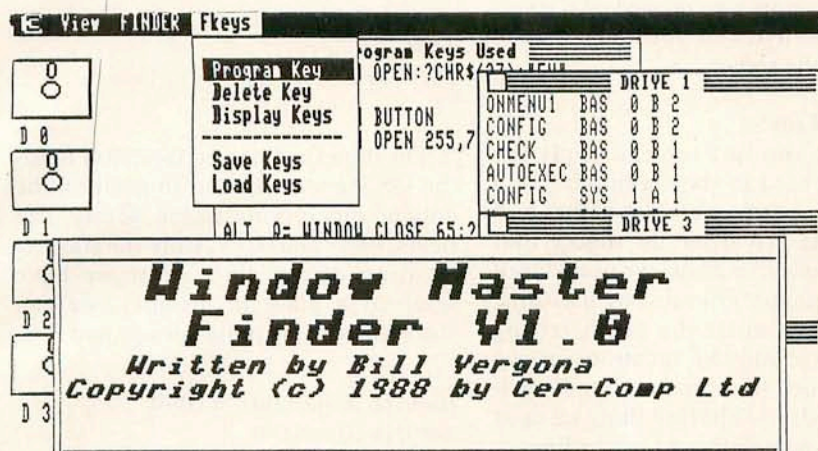 View FINDER Fkeys
Program Key
Delete Key
Display Keys
------------
Save Keys
Load Keys
ogram Keys Used
OPEN:?CHR$(27);
BUTTON
OPEN 255,7
ALT @= WINDOW CLOSE 65:?
DRIVE 1
ONMENU1 BAS 0 B 2
CONFIG BAS 0 B 2
CHECK BAS 0 B 1
AUTOEXEC BAS 0 B 1
CONFIG SYS 1 A 1
DRIVE 3
D 0
D 1
D 2
D 3
Window Master
Finder V1.0
Written by Bill Vergona
Copyright (c) 1988 by Cer-Comp Ltd